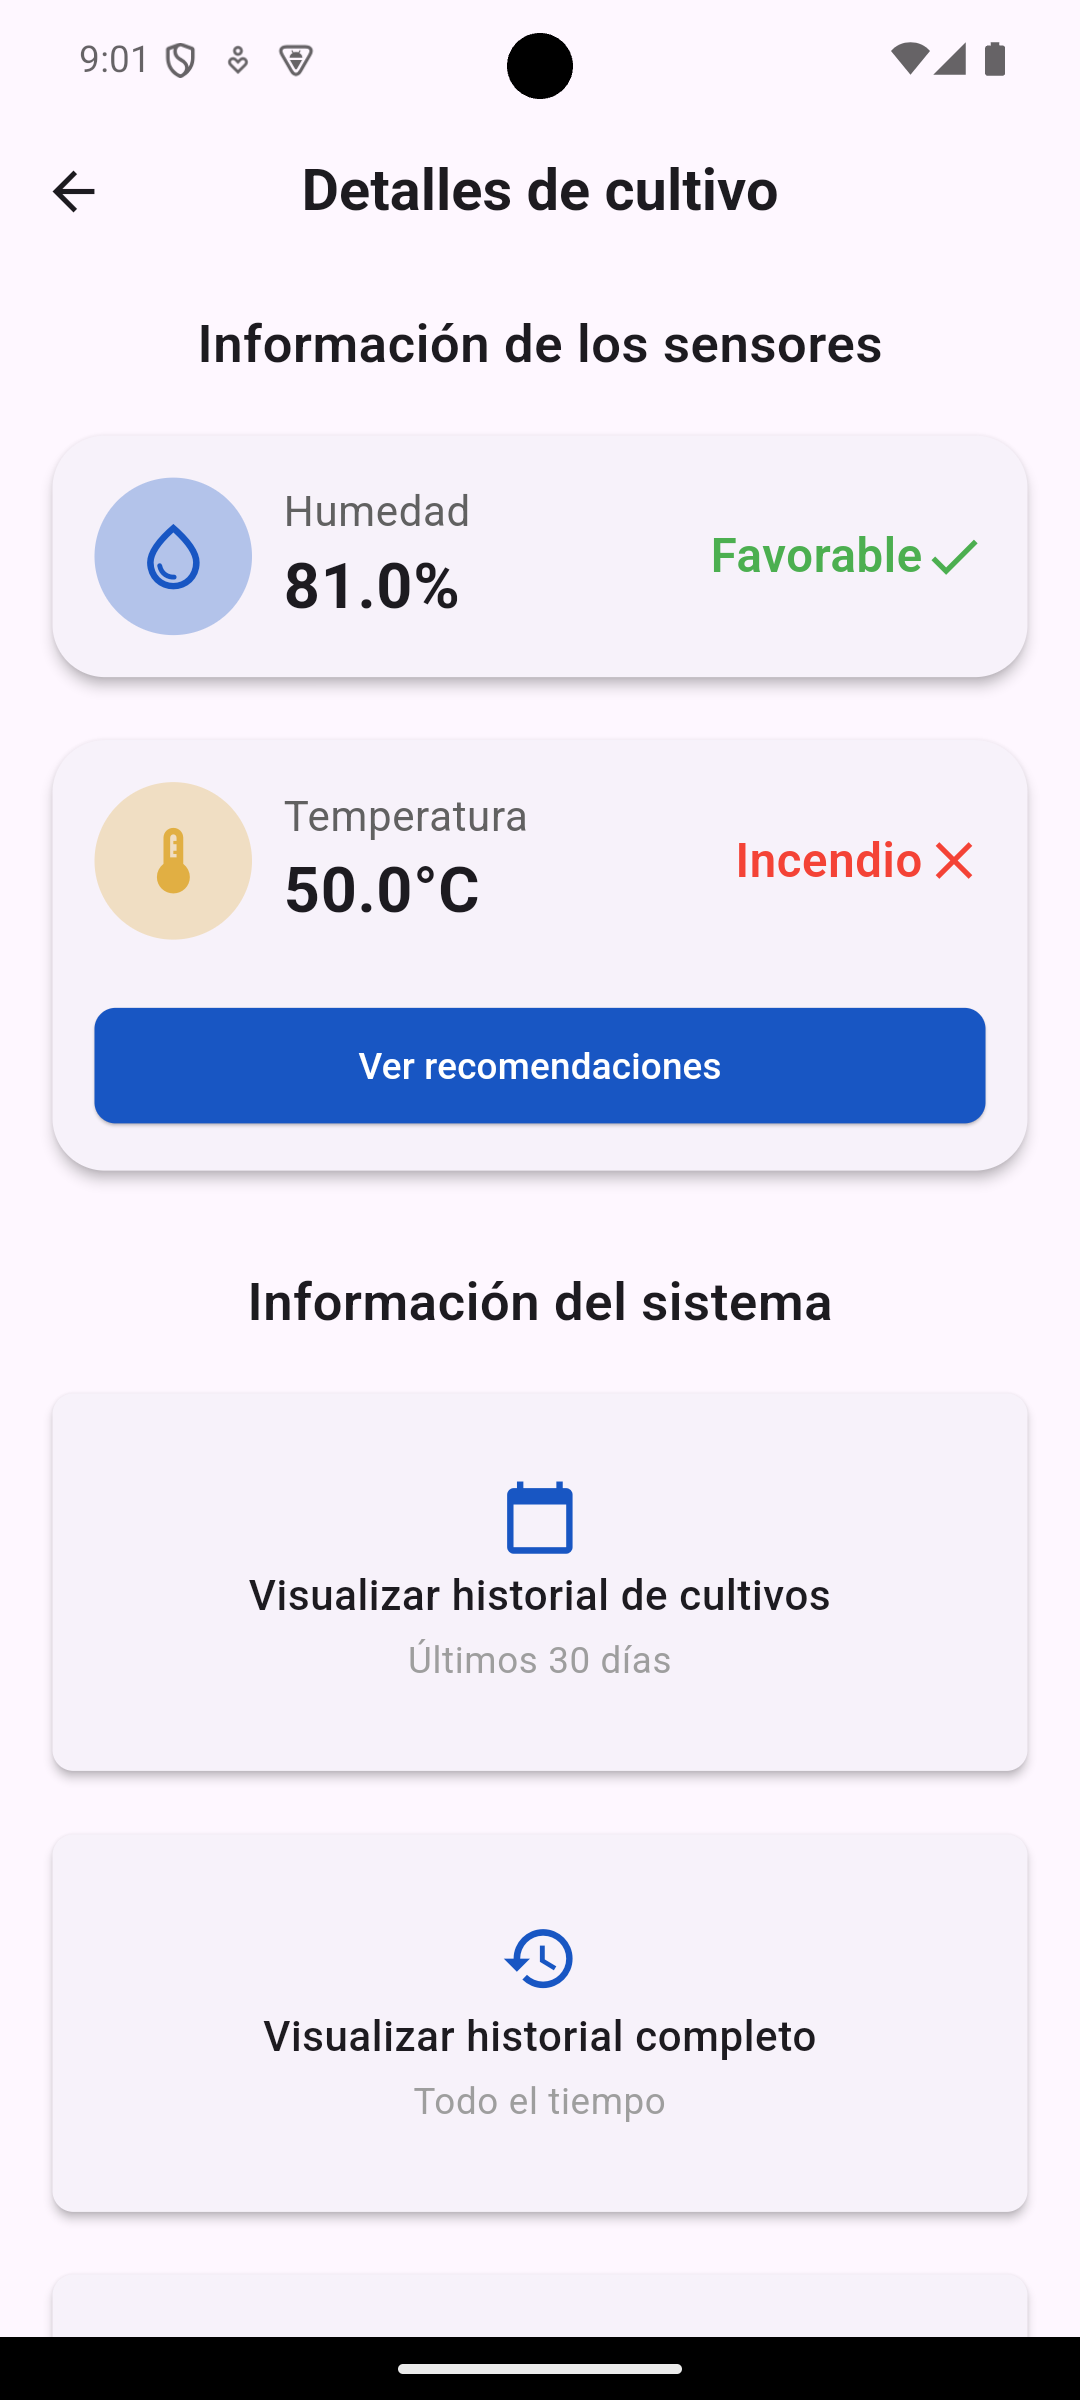 9:01
Detalles de cultivo
Información de los sensores
Humedad
81.0%
Favorable
Temperatura
50.0°C
Incendio
Ver recomendaciones
Información del sistema
Visualizar historial de cultivos
Últimos 30 días
Visualizar historial completo
Todo el tiempo